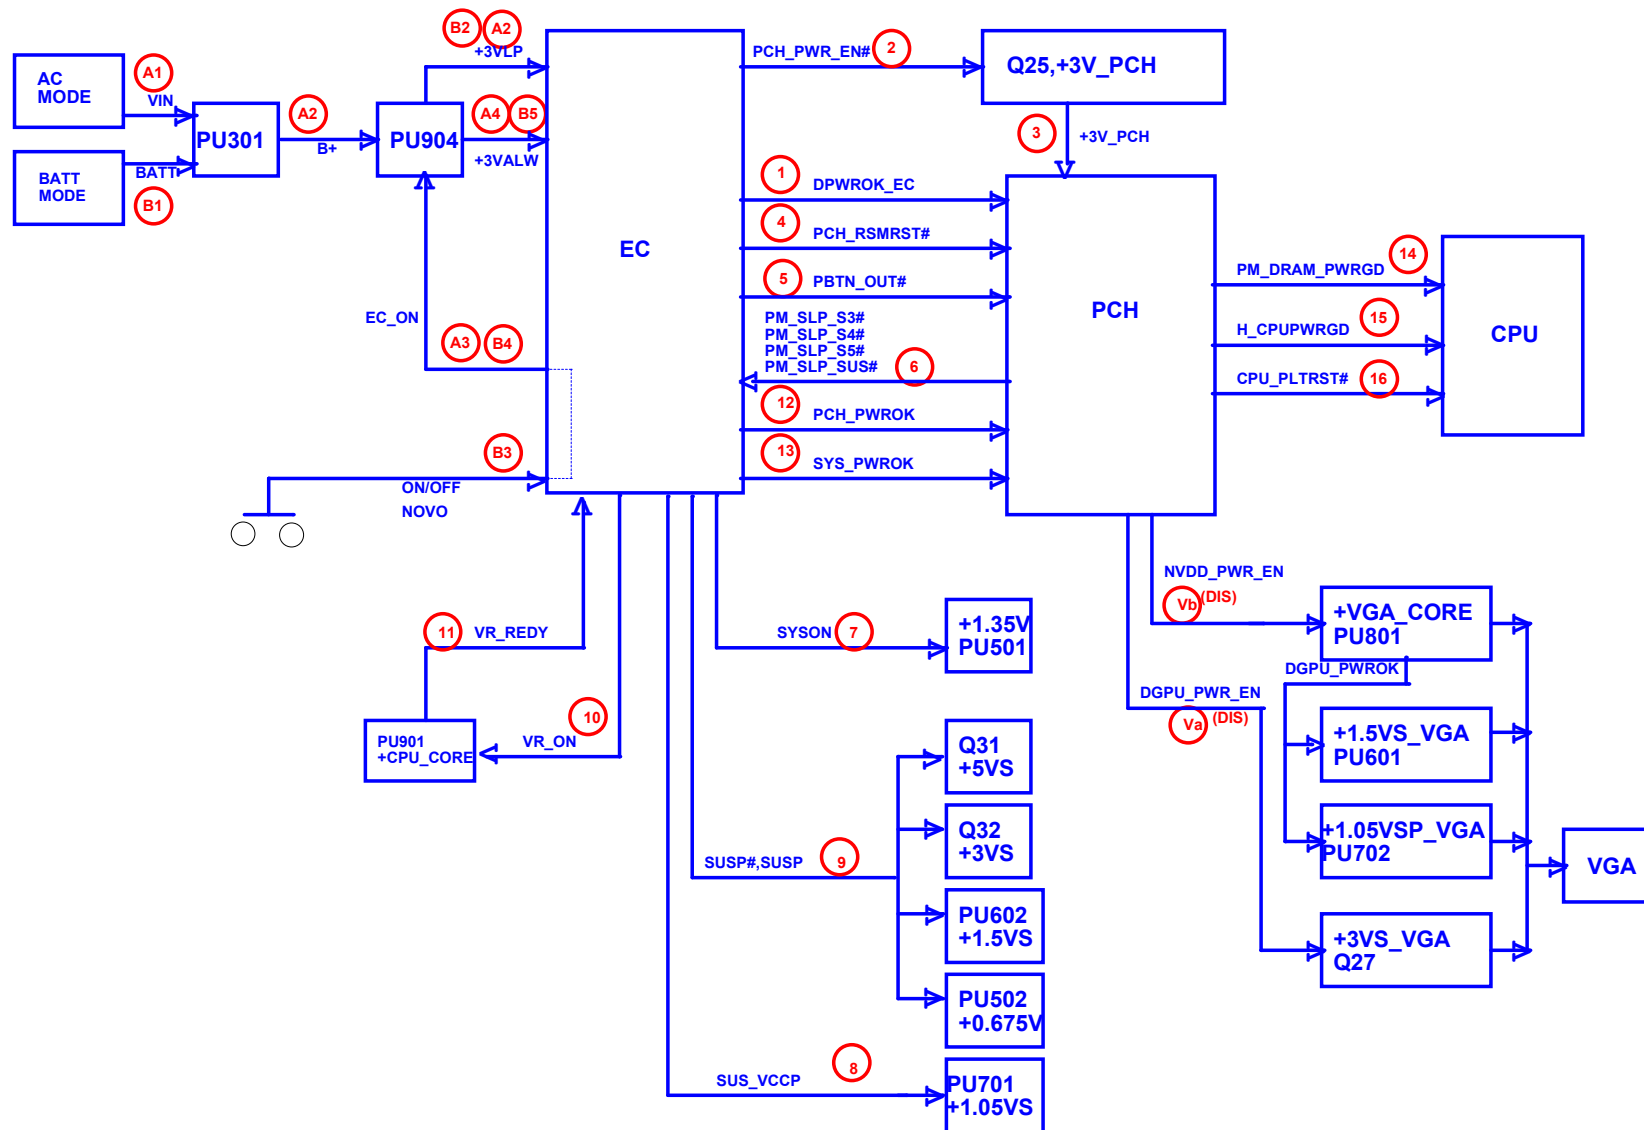 B2
A2
+3VLP
AC
MODE
A1
VIN
PU301
A2
B+
PU904
A4
B5
+3VALW
BATT
MODE
BATT
B1
EC
EC_ON
A3
B4
B3
ON/OFF
NOVO
PCH_PWR_EN#
2
Q25,+3V_PCH
3
+3V_PCH
1
DPWROK_EC
4
PCH_RSMRST#
5
PBTN_OUT#
PM_SLP_S3#
PM_SLP_S4#
PM_SLP_S5#
PM_SLP_SUS#
6
12
PCH_PWROK
13
SYS_PWROK
PCH
PM_DRAM_PWRGD
14
H_CPUPWRGD
15
CPU_PLTRST#
16
CPU
11
VR_REDY
10
VR_ON
PU901
+CPU_CORE
SYSON
7
+1.35V
PU501
Q31
+5VS
Q32
+3VS
SUSP#,SUSP
9
PU602
+1.5VS
PU502
+0.675V
SUS_VCCP
8
PU701
+1.05VS
NVDD_PWR_EN
Vb
(DIS)
+VGA_CORE
PU801
DGPU_PWROK
DGPU_PWR_EN
Va
(DIS)
+1.5VS_VGA
PU601
+1.05VSP_VGA
PU702
+3VS_VGA
Q27
VGA